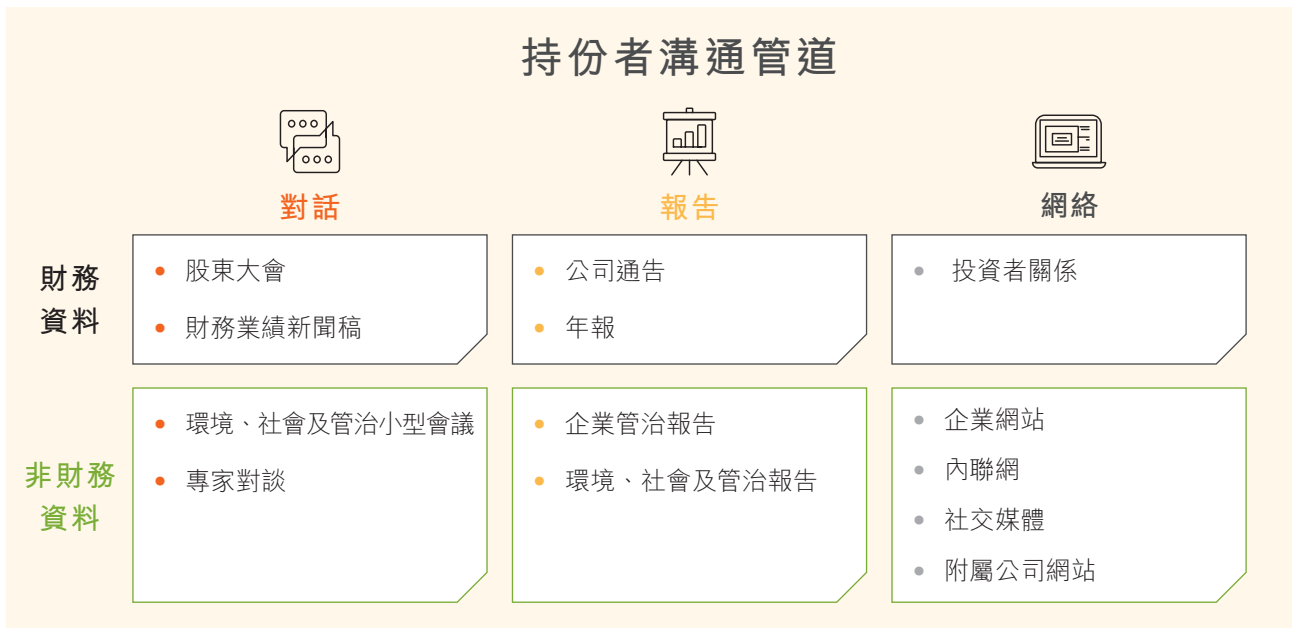 持份者溝通管道
對話
報告
網絡
財務
資料
股東大會
財務業績新聞稿
公司通告
年報
投資者關係
非財務
資料
環境、社會及管治小型會議
專家對談
企業管治報告
環境、社會及管治報告
企業網站
內聯網
社交媒體
附屬公司網站